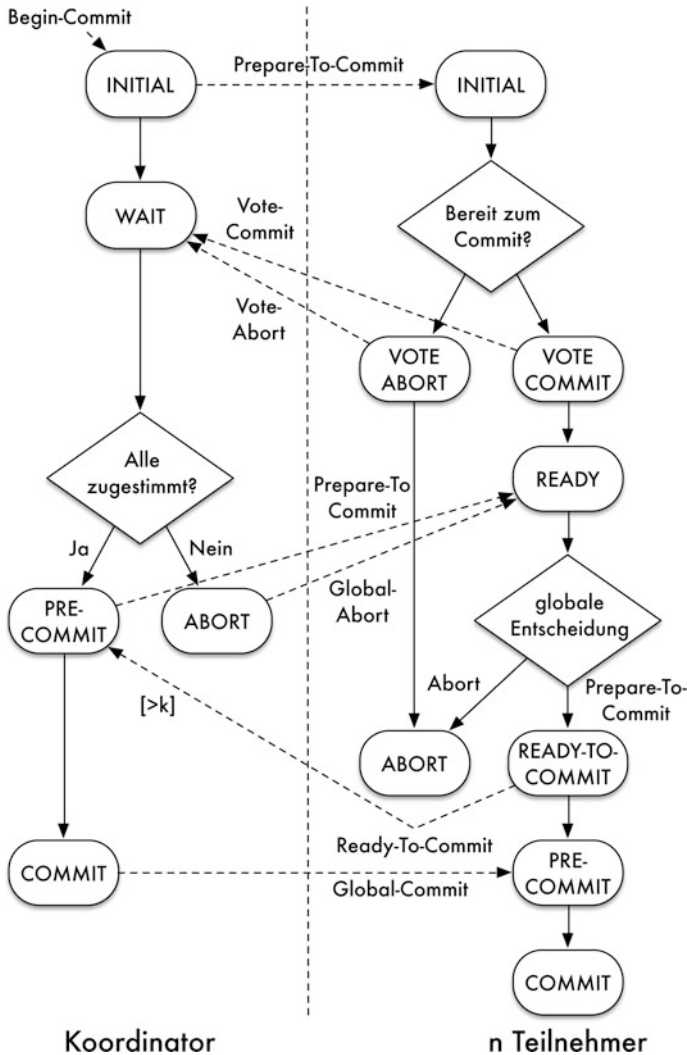 Begin-Commit
INITIAL
Prepare-To-Commit
INITIAL
WAIT
Vote-
Commit
Bereit zum
Commit?
Vote-
Abort
VOTE
ABORT
VOTE
COMMIT
Alle
zugestimmt?
Prepare-To
Commit
READY
Ja
Nein
PRE-
COMMIT
ABORT
Global-
Abort
globale
Entscheidung
[>k]
Abort
Prepare-To-
Commit
ABORT
READY-TO-
COMMIT
Ready-To-Commit
COMMIT
Global-Commit
PRE-
COMMIT
COMMIT
Koordinator
n Teilnehmer